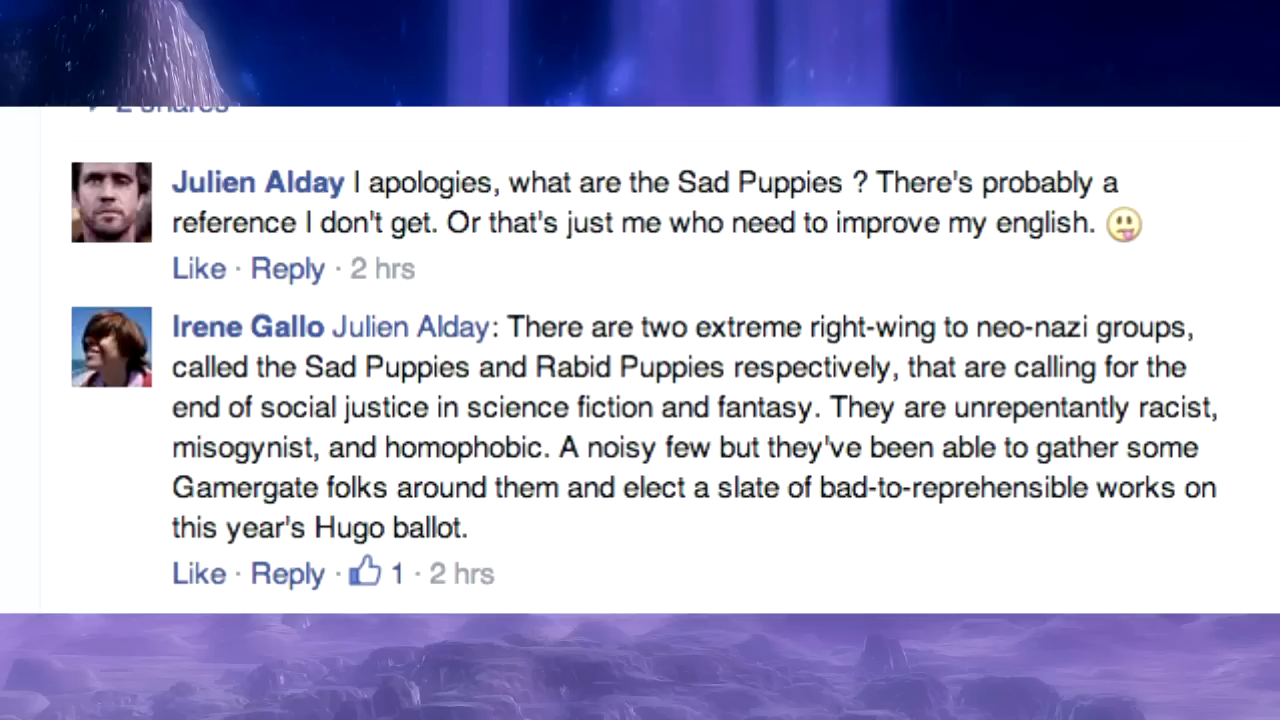 2 shares
Julien Alday I apologies, what are the Sad Puppies ? There's probably a
reference I don't get. Or that's just me who need to improve my english.
Like · Reply · 2 hrs
Irene Gallo Julien Alday: There are two extreme right-wing to neo-nazi groups,
called the Sad Puppies and Rabid Puppies respectively, that are calling for the
end of social justice in science fiction and fantasy. They are unrepentantly racist,
misogynist, and homophobic. A noisy few but they've been able to gather some
Gamergate folks around them and elect a slate of bad-to-reprehensible works on
this year's Hugo ballot.
Like · Reply · 1 · 2 hrs